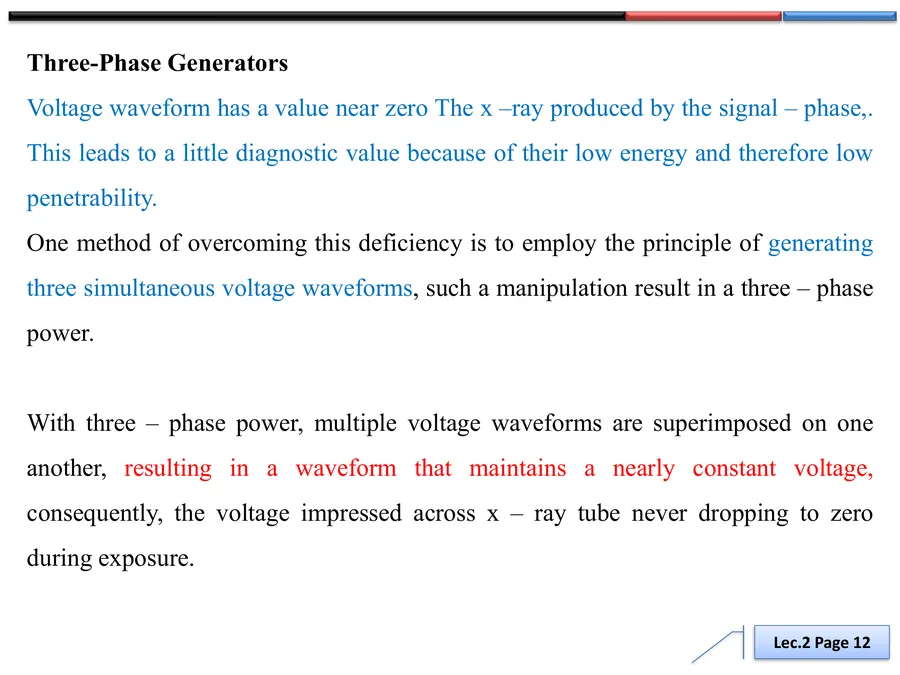 Three-Phase Generators
Voltage waveform has a value near zero The x –ray produced by the signal – phase,.
This leads to a little diagnostic value because of their low energy and therefore low
penetrability.
One method of overcoming this deficiency is to employ the principle of generating
three simultaneous voltage waveforms, such a manipulation result in a three – phase
power.
With three – phase power, multiple voltage waveforms are superimposed on one
another, resulting in a waveform that maintains a nearly constant voltage,
consequently, the voltage impressed across x – ray tube never dropping to zero
during exposure.
Lec.2 Page 12